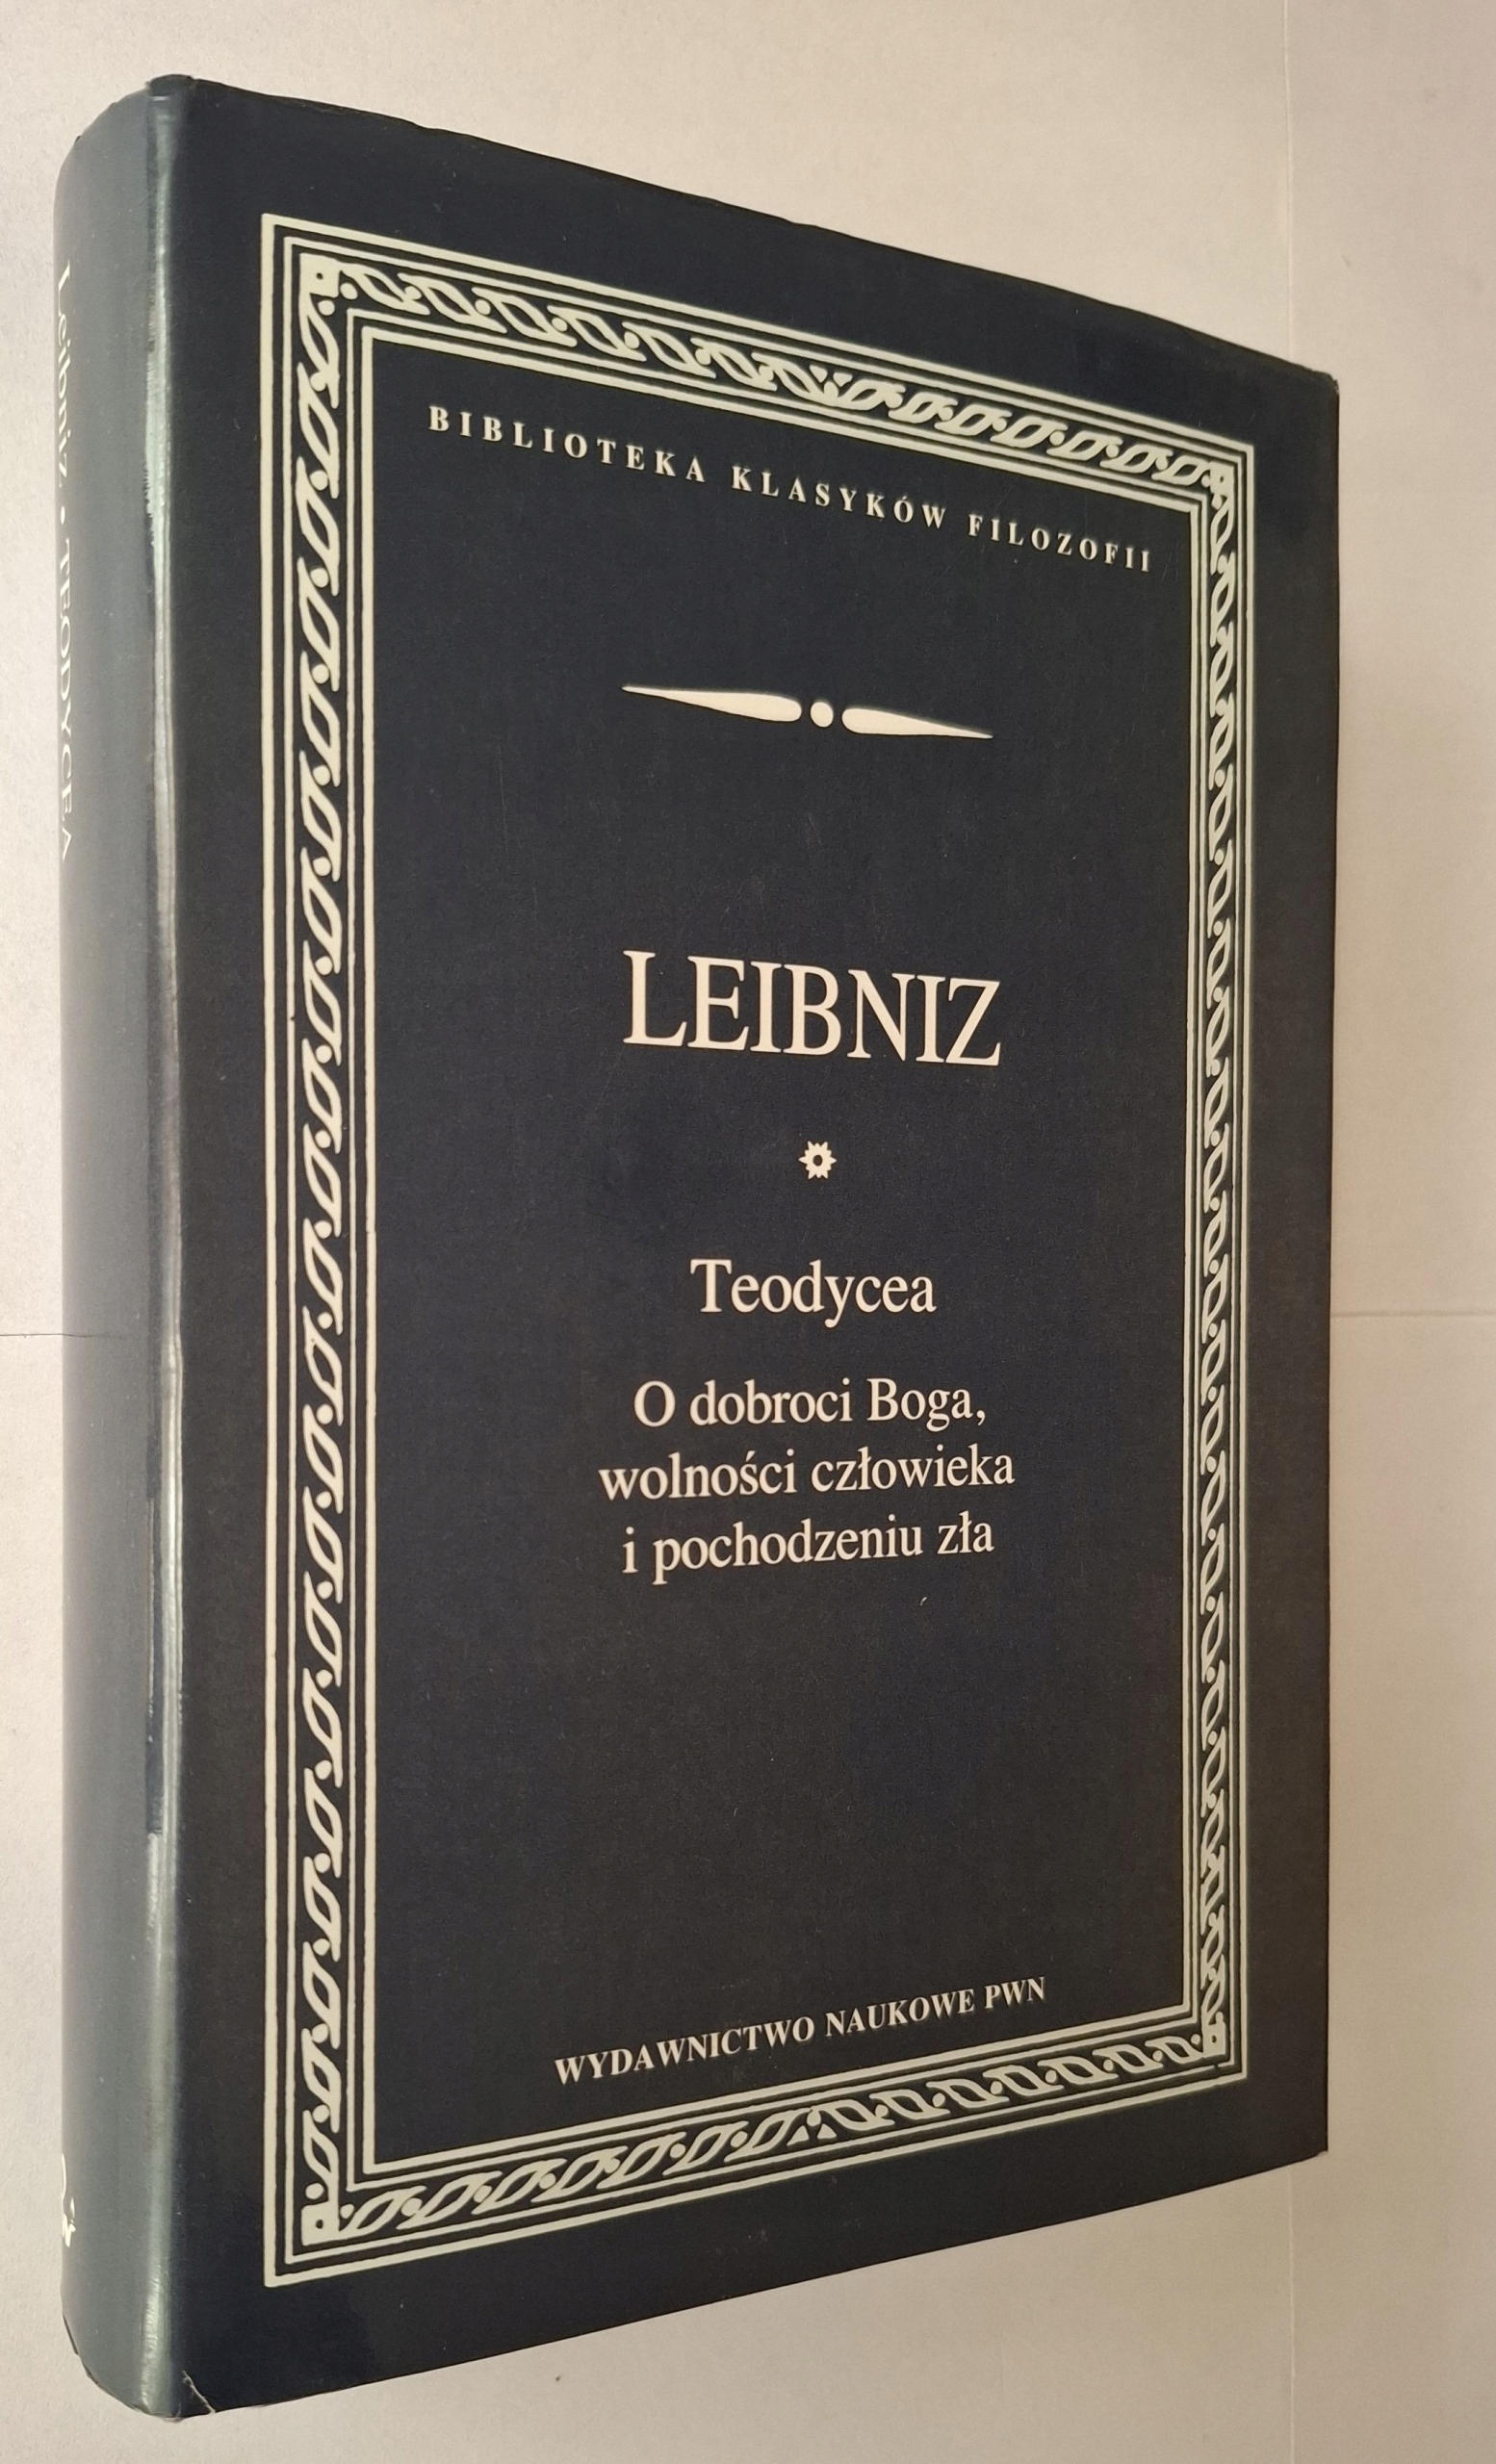 BIBLIOTEKA KLASYKÓW FILOZOFII
LEIBNIZ
Teodycea
O dobroci Boga,
wolności człowieka
i pochodzeniu zła
WYDAWNICTWO NAUKOWE PWN
Leibniz • TEODYCEA